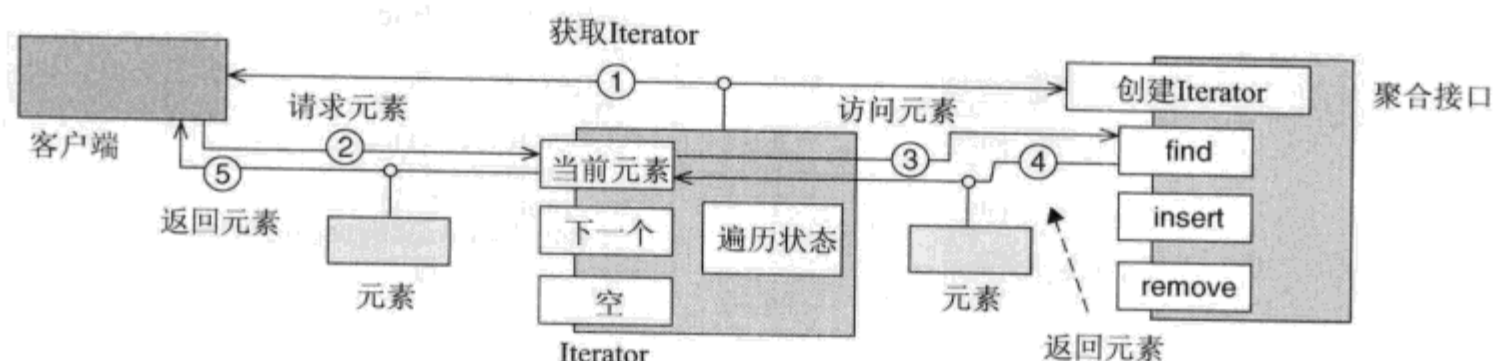 获取Iterator
①
创建Iterator
聚合接口
请求元素
访问元素
客户端
②
当前元素
③
④
find
⑤
返回元素
下一个
遍历状态
insert
元素
空
元素
remove
Iterator
返回元素